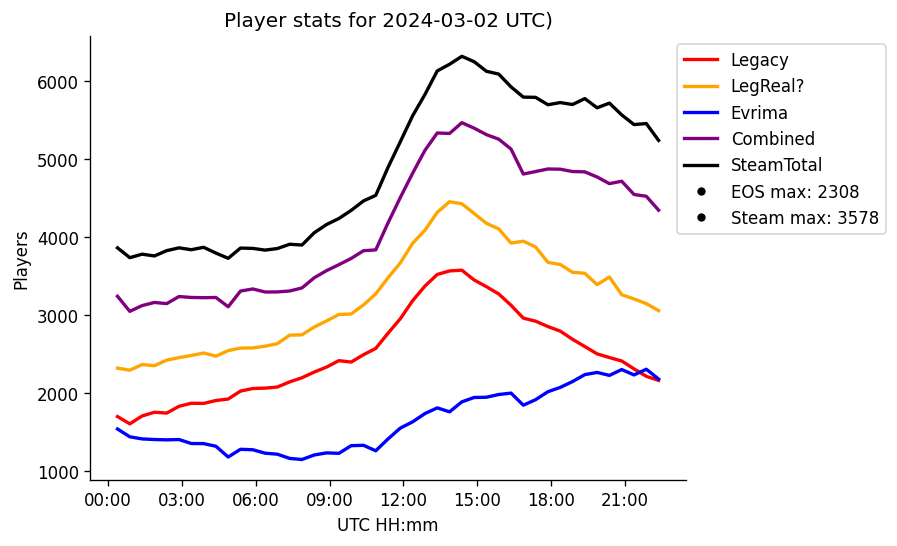 Player stats for 2024-03-02 UTC)
Players
6000
5000
4000
3000
2000
1000
00:00 03:00 06:00 09:00 12:00 15:00 18:00 21:00
UTC HH:mm
Legacy
LegReal?
Evrima
Combined
SteamTotal
EOS max: 2308
Steam max: 3578